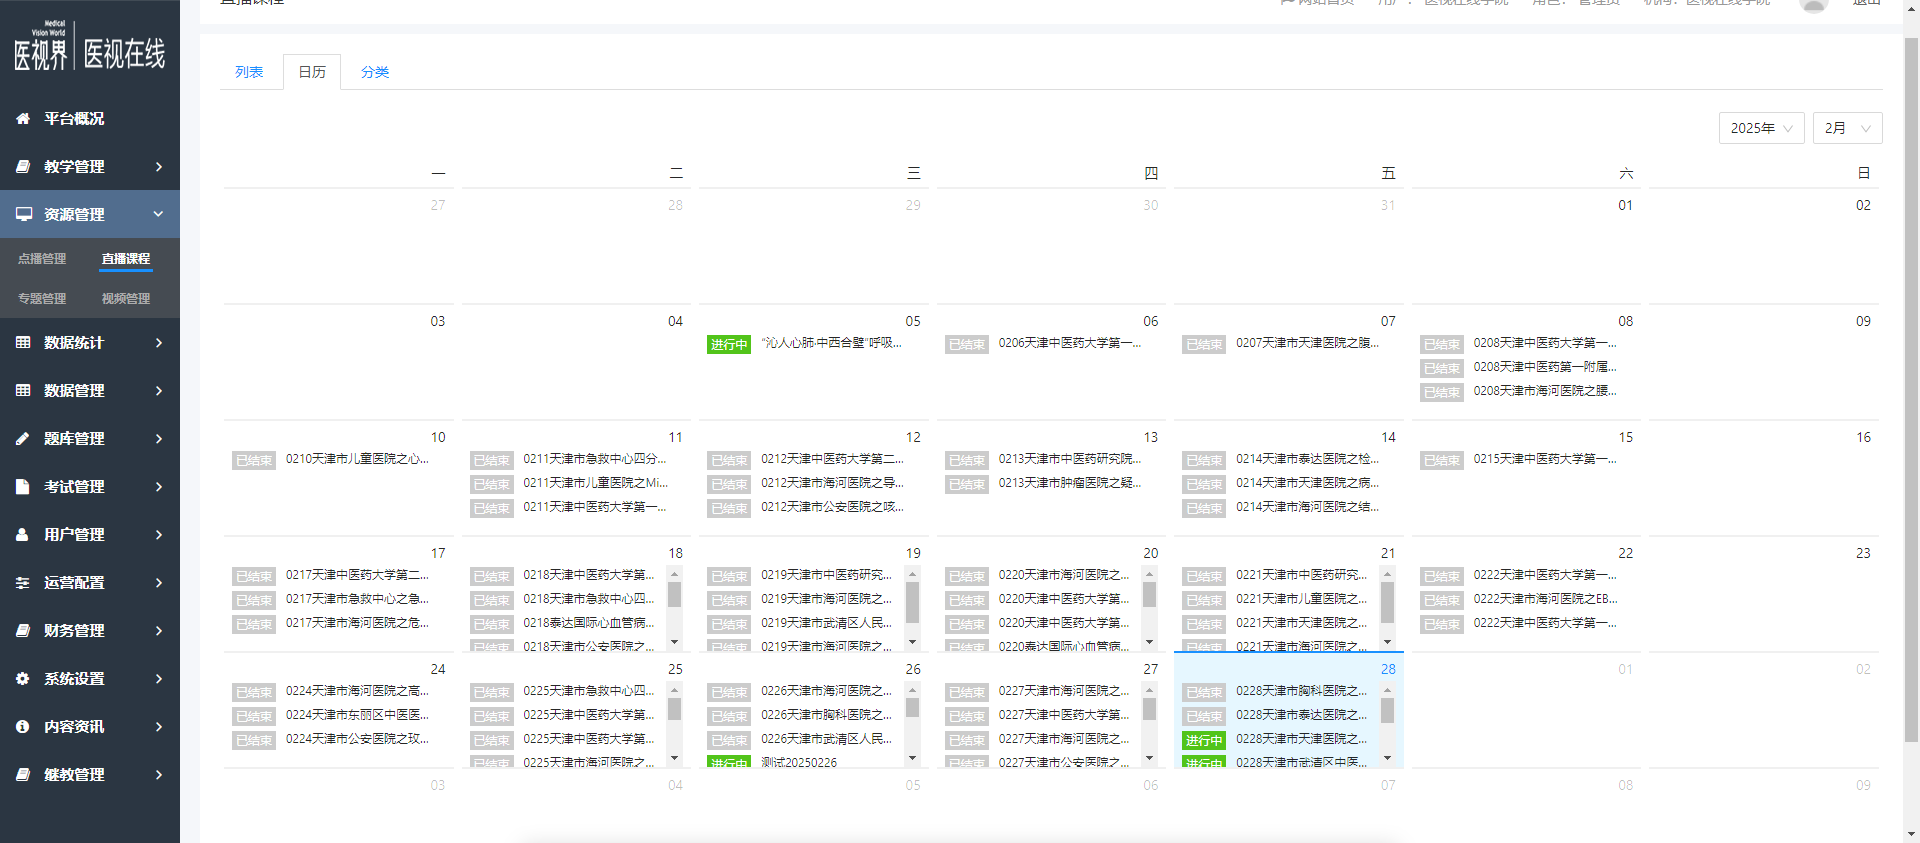 Medical
Vision World
医视界 医视在线
平台概况
教学管理
资源管理
点播管理 直播课程
专题管理 视频管理
数据统计
数据管理
题库管理
考试管理
用户管理
运营配置
财务管理
系统设置
内容资讯
继教管理
列表 日历 分类
2025年 2月
一 二 三 四 五 六 日
27 28 29 30 31 01 02
03 04 05 06 07 08 09
进行中 “沁人心肺·中西合璧”呼吸...
已结束 0206天津中医药大学第一...
已结束 0207天津市天津医院之腹...
已结束 0208天津中医药大学第一...
已结束 0208天津中医药第一附属...
已结束 0208天津市海河医院之腰...
10 11 12 13 14 15 16
已结束 0210天津市儿童医院之心...
已结束 0211天津市急救中心四分...
已结束 0211天津市儿童医院之Mi...
已结束 0211天津中医药大学第一...
已结束 0212天津中医药大学第二...
已结束 0212天津市海河医院之导...
已结束 0212天津市公安医院之咳...
已结束 0213天津市中医药研究院...
已结束 0213天津市肿瘤医院之疑...
已结束 0214天津市泰达医院之检...
已结束 0214天津市天津医院之病...
已结束 0214天津市海河医院之结...
已结束 0215天津中医药大学第一...
17 18 19 20 21 22 23
已结束 0217天津中医药大学第二...
已结束 0217天津市急救中心之急...
已结束 0217天津市海河医院之危...
已结束 0218天津中医药大学第...
已结束 0218天津市急救中心四...
已结束 0218泰达国际心血管病...
已结束 0218天津市公安医院之...
已结束 0219天津市中医药研究...
已结束 0219天津市海河医院之...
已结束 0219天津市武清区人民...
已结束 0219天津市海河医院之...
已结束 0220天津市海河医院之...
已结束 0220天津中医药大学第...
已结束 0220天津中医药大学第...
已结束 0220泰达国际心血管病...
已结束 0221天津市中医药研究...
已结束 0221天津市儿童医院之...
已结束 0221天津市天津医院之...
已结束 0221天津市海河医院之...
已结束 0222天津中医药大学第一...
已结束 0222天津市海河医院之EB...
已结束 0222天津中医药大学第一...
24 25 26 27 28 01 02
已结束 0224天津市海河医院之高...
已结束 0224天津市东丽区中医医...
已结束 0224天津市公安医院之玫...
已结束 0225天津市急救中心四...
已结束 0225天津中医药大学第...
已结束 0225天津中医药大学第...
已结束 0225天津市海河医院之...
已结束 0226天津市海河医院之...
已结束 0226天津市胸科医院之...
已结束 0226天津市武清区人民...
进行中 测试20250226
已结束 0227天津市海河医院之...
已结束 0227天津中医药大学第...
已结束 0227天津市海河医院之...
已结束 0227天津市公安医院之...
已结束 0228天津市胸科医院之...
已结束 0228天津市泰达医院之...
进行中 0228天津市天津医院之...
进行中 0228天津市武清区中医...
03 04 05 06 07 08 09